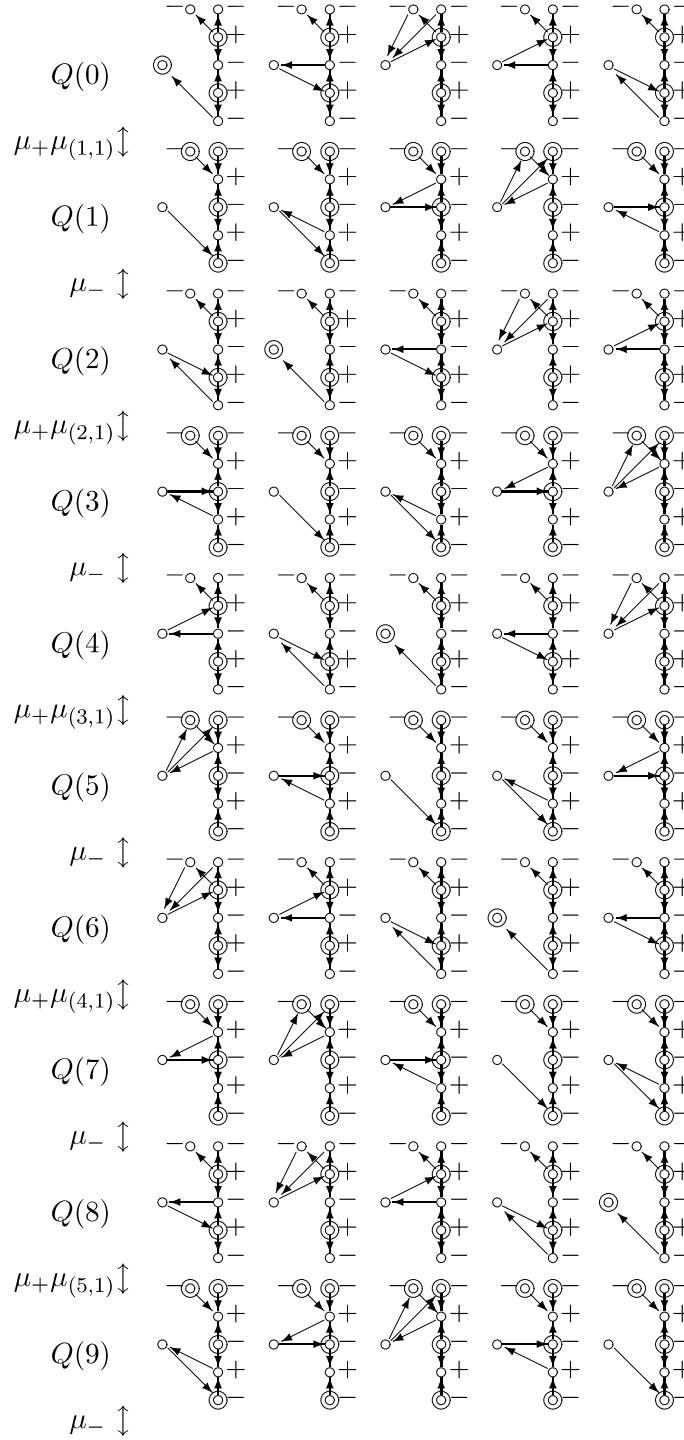 Q(0)
μ₊μ₍₁,₁₎ ↕
Q(1)
μ₋ ↕
Q(2)
μ₊μ₍₂,₁₎ ↕
Q(3)
μ₋ ↕
Q(4)
μ₊μ₍₃,₁₎ ↕
Q(5)
μ₋ ↕
Q(6)
μ₊μ₍₄,₁₎ ↕
Q(7)
μ₋ ↕
Q(8)
μ₊μ₍₅,₁₎ ↕
Q(9)
μ₋ ↕